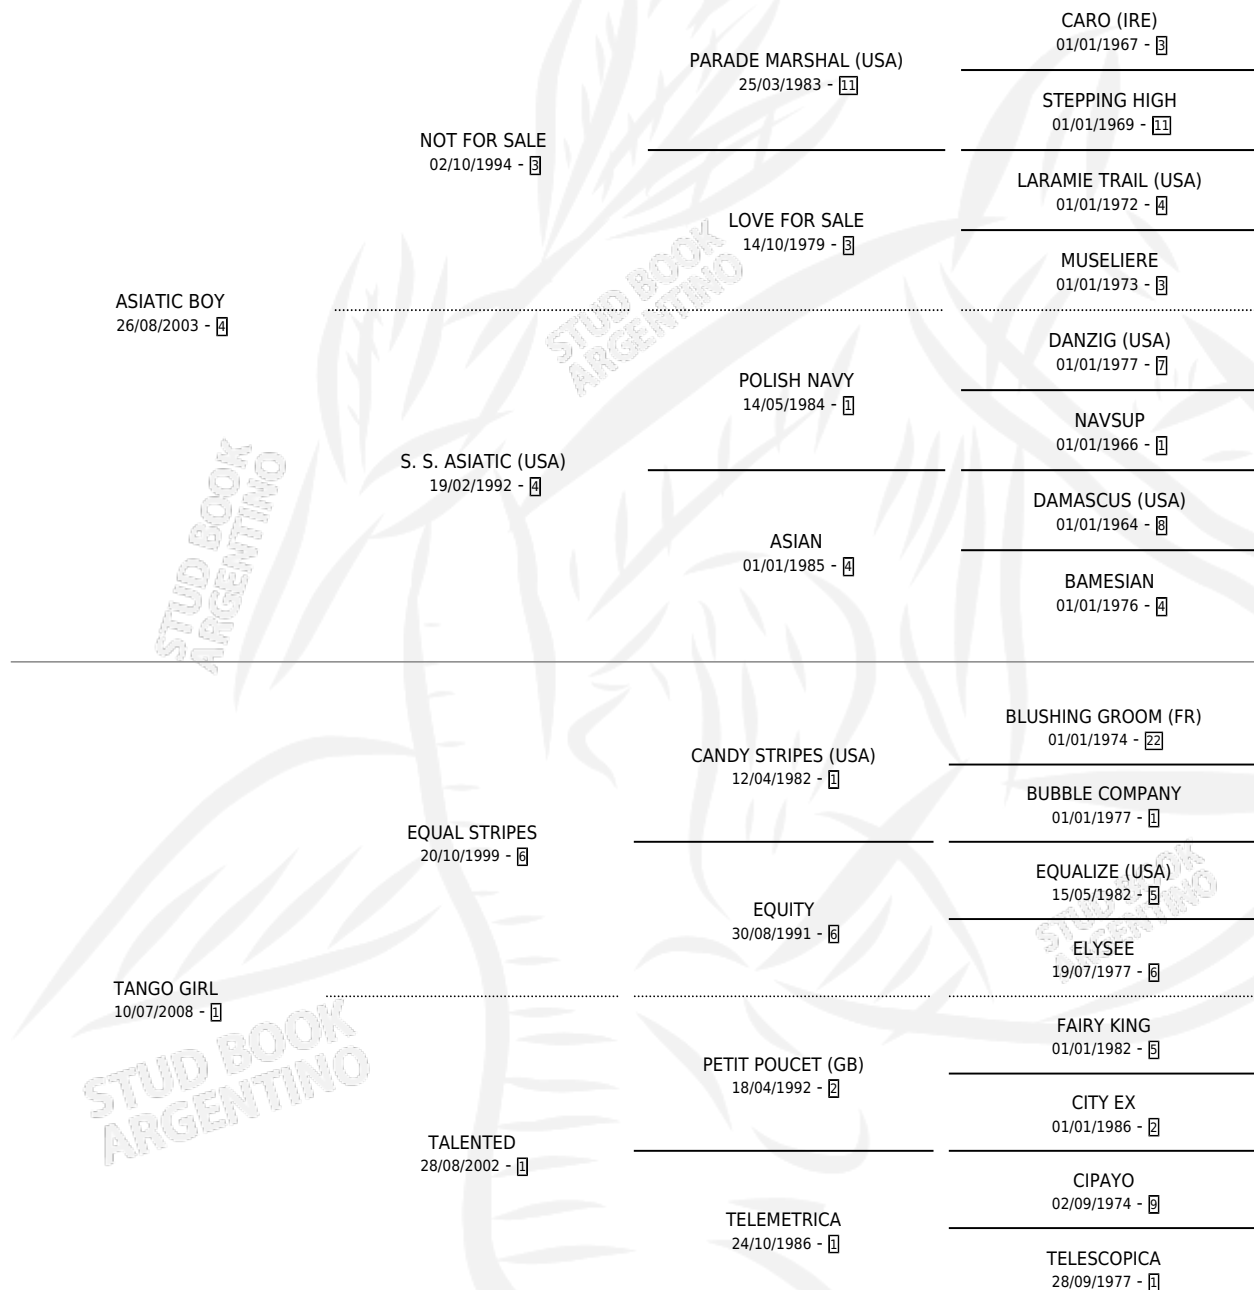 CARO (IRE)
01/01/1967 - 3
PARADE MARSHAL (USA)
25/03/1983 - 11
STEPPING HIGH
01/01/1969 - 11
NOT FOR SALE
02/10/1994 - 3
LARAMIE TRAIL (USA)
01/01/1972 - 4
LOVE FOR SALE
14/10/1979 - 3
MUSELIERE
01/01/1973 - 3
ASIATIC BOY
26/08/2003 - 4
STUD BOOK
ARGENTINO
DANZIG (USA)
01/01/1977 - 7
POLISH NAVY
14/05/1984 - 1
NAVSUP
01/01/1966 - 1
S. S. ASIATIC (USA)
19/02/1992 - 4
DAMASCUS (USA)
01/01/1964 - 8
ASIAN
01/01/1985 - 4
BAMESIAN
01/01/1976 - 4
STUD BOOK
ARGENTINO
BLUSHING GROOM (FR)
01/01/1974 - 22
CANDY STRIPES (USA)
12/04/1982 - 1
BUBBLE COMPANY
01/01/1977 - 1
EQUAL STRIPES
20/10/1999 - 6
EQUALIZE (USA)
15/05/1982 - 5
EQUITY
30/08/1991 - 6
STUD BOOK
ARGENTINO
ELYSEE
19/07/1977 - 6
TANGO GIRL
10/07/2008 - 1
FAIRY KING
01/01/1982 - 5
STUD BOOK
ARGENTINO
PETIT POUCET (GB)
18/04/1992 - 2
CITY EX
01/01/1986 - 2
TALENTED
28/08/2002 - 1
CIPAYO
02/09/1974 - 9
TELEMETRICA
24/10/1986 - 1
TELESCOPICA
28/09/1977 - 1